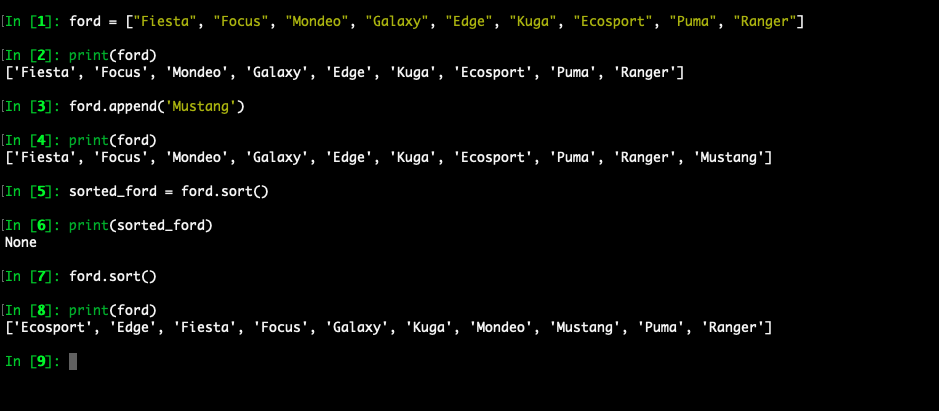 In [1]: ford = ["Fiesta", "Focus", "Mondeo", "Galaxy", "Edge", "Kuga", "Ecosport", "Puma", "Ranger"]
In [2]: print(ford)
['Fiesta', 'Focus', 'Mondeo', 'Galaxy', 'Edge', 'Kuga', 'Ecosport', 'Puma', 'Ranger']
In [3]: ford.append('Mustang')
In [4]: print(ford)
['Fiesta', 'Focus', 'Mondeo', 'Galaxy', 'Edge', 'Kuga', 'Ecosport', 'Puma', 'Ranger', 'Mustang']
In [5]: sorted_ford = ford.sort()
In [6]: print(sorted_ford)
None
In [7]: ford.sort()
In [8]: print(ford)
['Ecosport', 'Edge', 'Fiesta', 'Focus', 'Galaxy', 'Kuga', 'Mondeo', 'Mustang', 'Puma', 'Ranger']
In [9]: